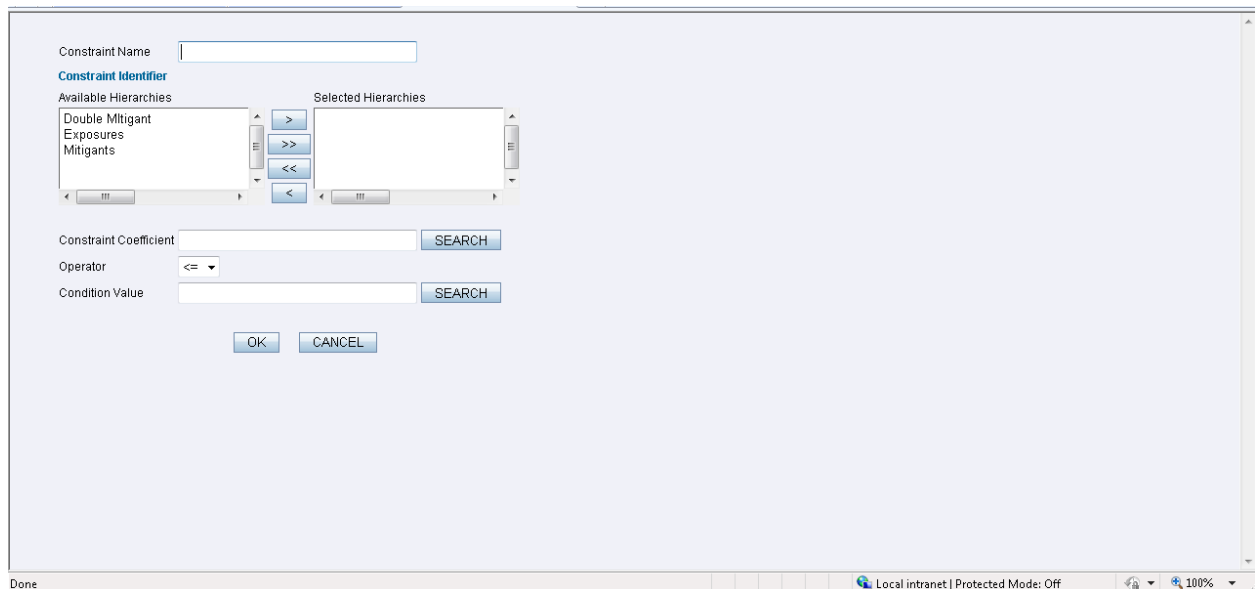 Constraint Name
Constraint Identifier
Available Hierarchies Selected Hierarchies
Double MItigant
Exposures
Mitigants
>
>>
<<
<
Constraint Coefficient SEARCH
Operator <=
Condition Value SEARCH
OK CANCEL
Done Local intranet | Protected Mode: Off 100%